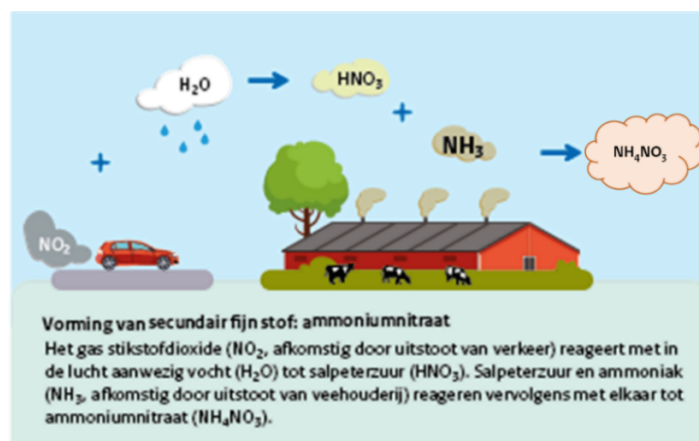 H₂O
HNO₃
+
NH₃
NH₄NO₃
+
NO₂
Vorming van secundair fijn stof: ammoniumnitraat
Het gas stikstofdioxide (NO₂, afkomstig door uitstoot van verkeer) reageert met in
de lucht aanwezig vocht (H₂O) tot salpeterzuur (HNO₃). Salpeterzuur en ammoniak
(NH₃, afkomstig door uitstoot van veehouderij) reageren vervolgens met elkaar tot
ammoniumnitraat (NH₄NO₃).